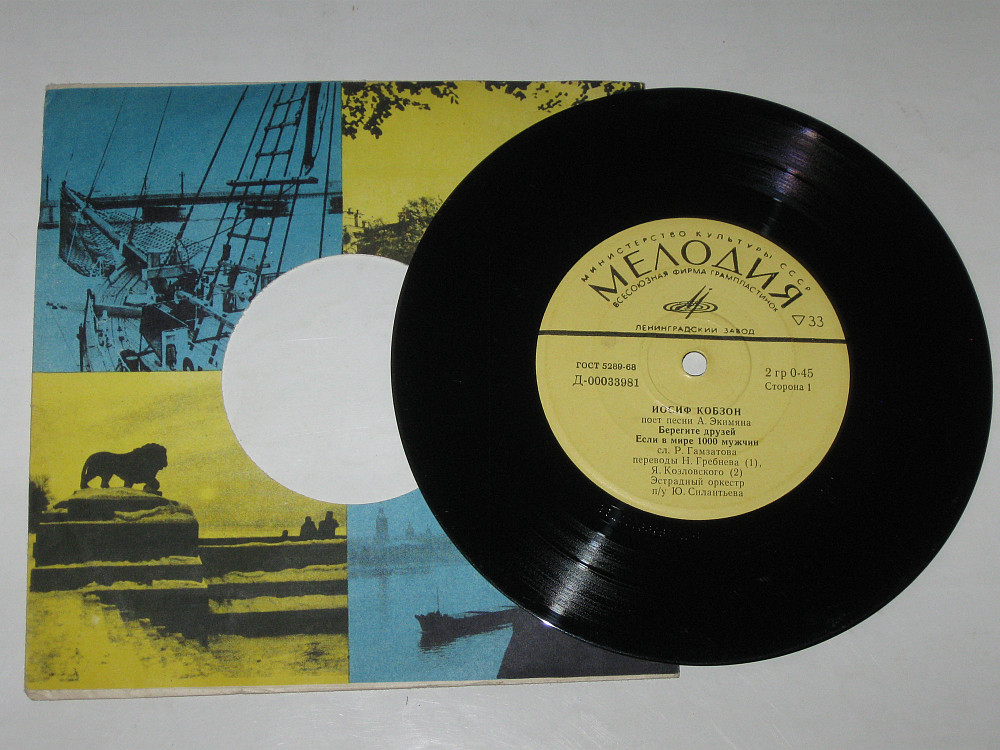 МИНИСТЕРСТВО КУЛЬТУРЫ СССР
МЕЛОДИЯ
ВСЕСОЮЗНАЯ ФИРМА ГРАМПЛАСТИНОК
▽33
ЛЕНИНГРАДСКИЙ ЗАВОД
ГОСТ 5289-68
Д-00033981
2 гр 0-45
Сторона 1
ИОСИФ КОБЗОН
поет песни А. Экимяна
Берегите друзей
Если в мире 1000 мужчин
сл. Р. Гамзатова
переводы Н. Гребнева (1),
Я. Козловского (2)
Эстрадный оркестр
п/у Ю. Силантьева